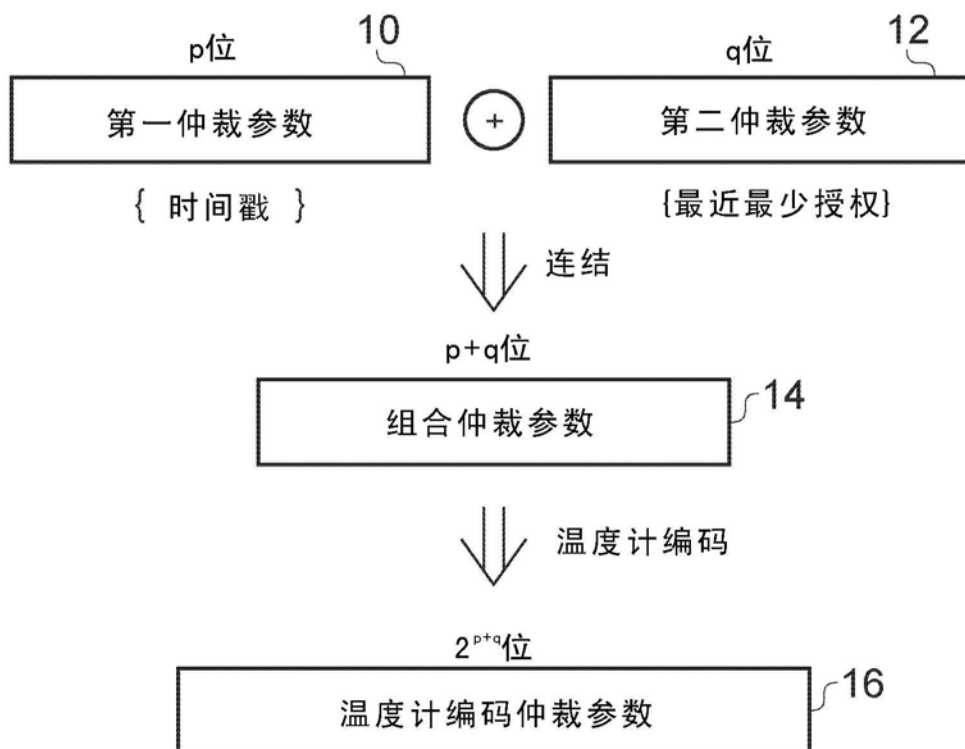 10
12
p位
q位
第一仲裁参数
+
第二仲裁参数
{ 时间戳 }
{最近最少授权}
连结
p+q位
组合仲裁参数
14
温度计编码
2^{p+q}位
温度计编码仲裁参数
16